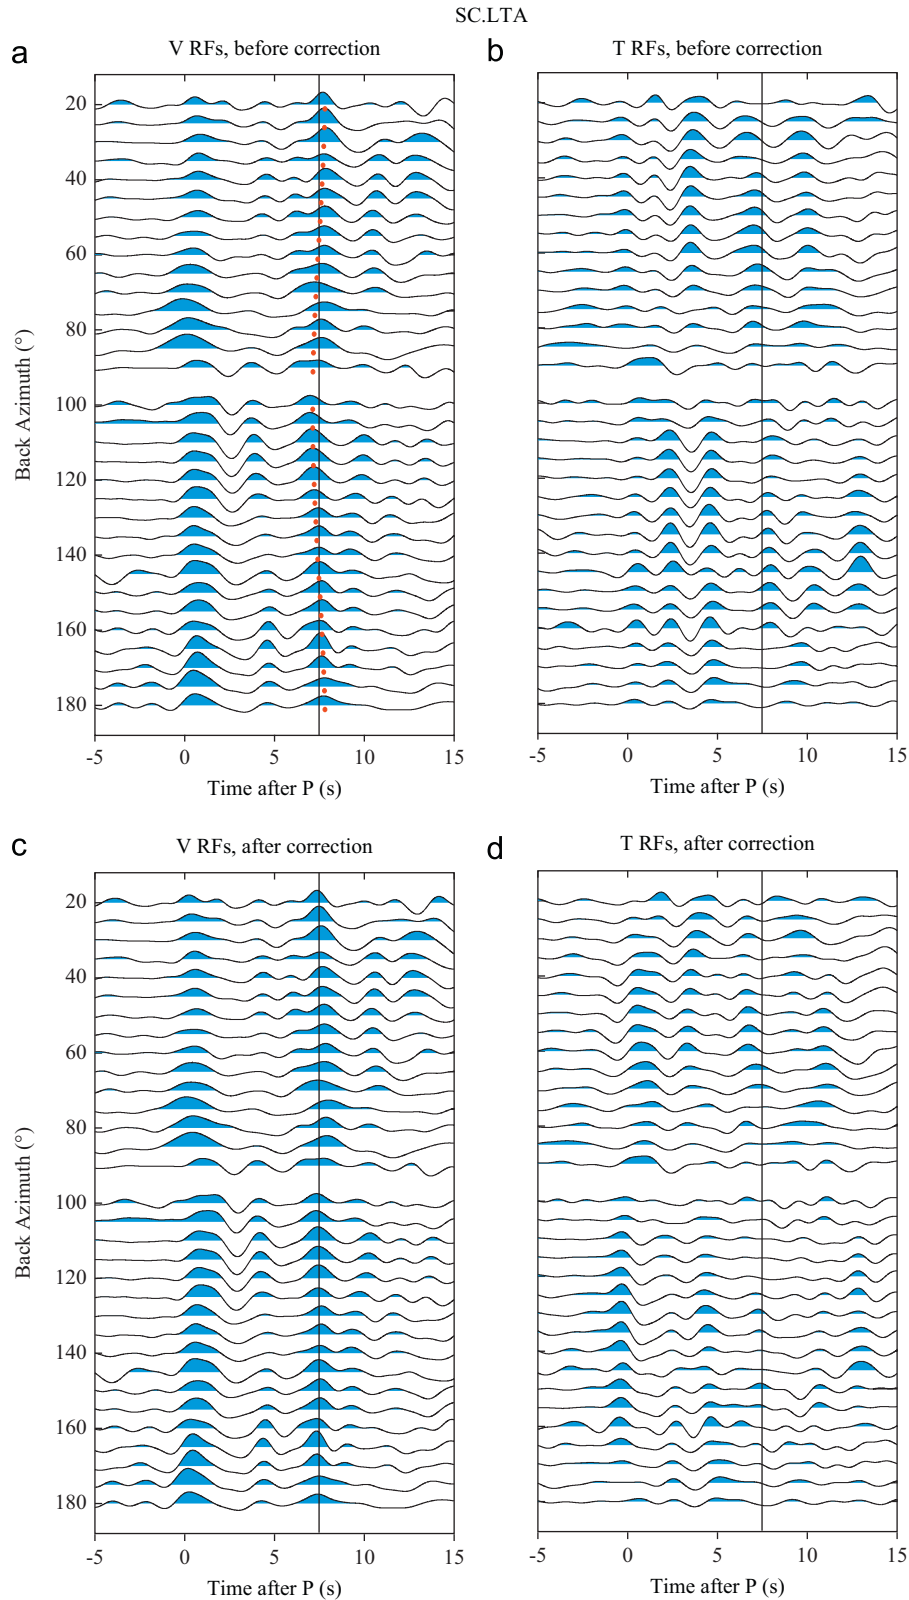 SC.LTA
a
V RFs, before correction
b
T RFs, before correction
20
40
60
80
100
120
140
160
180
Back Azimuth (°)
-5 0 5 10 15
-5 0 5 10 15
Time after P (s)
Time after P (s)
c
V RFs, after correction
d
T RFs, after correction
20
40
60
80
100
120
140
160
180
Back Azimuth (°)
-5 0 5 10 15
-5 0 5 10 15
Time after P (s)
Time after P (s)